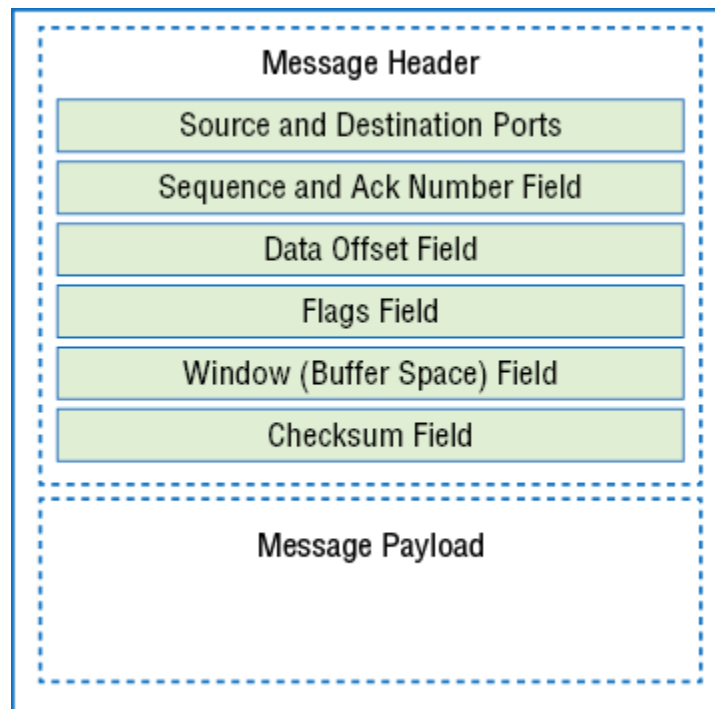 Message Header
Source and Destination Ports
Sequence and Ack Number Field
Data Offset Field
Flags Field
Window (Buffer Space) Field
Checksum Field
Message Payload